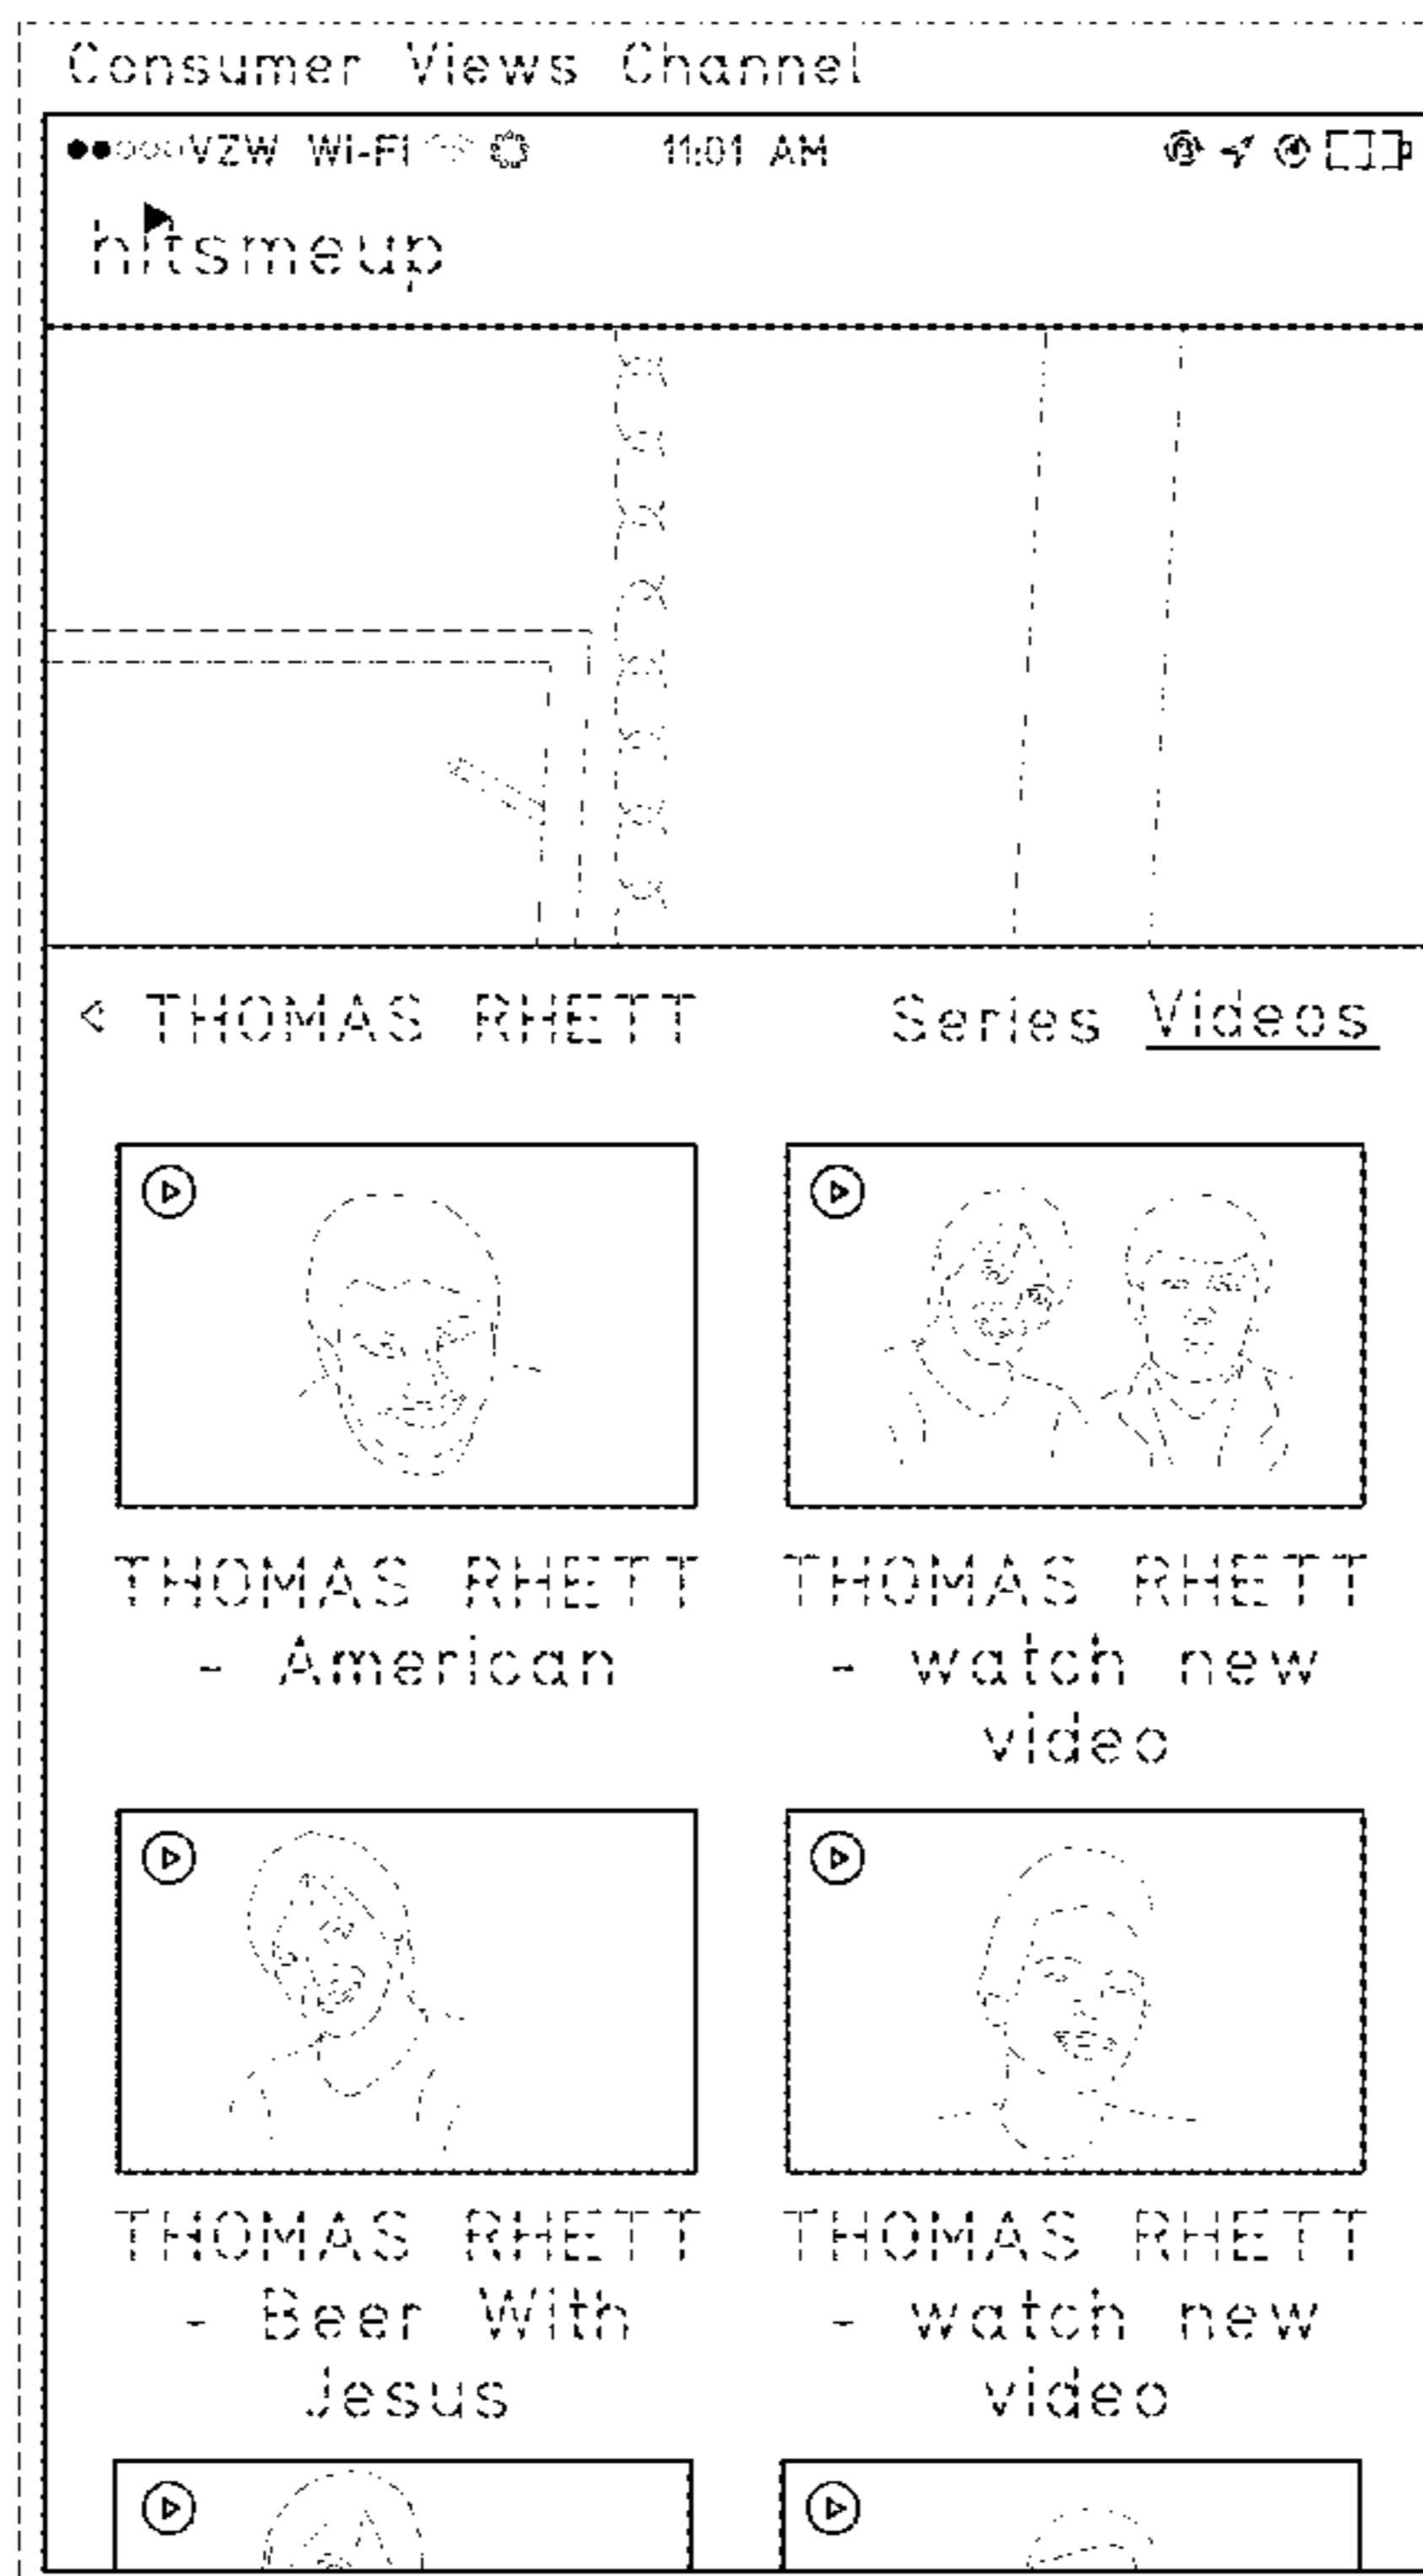 Consumer Views Channel
VZW Wi-Fi 11:01 AM
hitsmeup
< THOMAS RHETT Series Videos
THOMAS RHETT
- American
THOMAS RHETT
- watch new
video
THOMAS RHETT
- Beer With
Jesus
THOMAS RHETT
- watch new
video